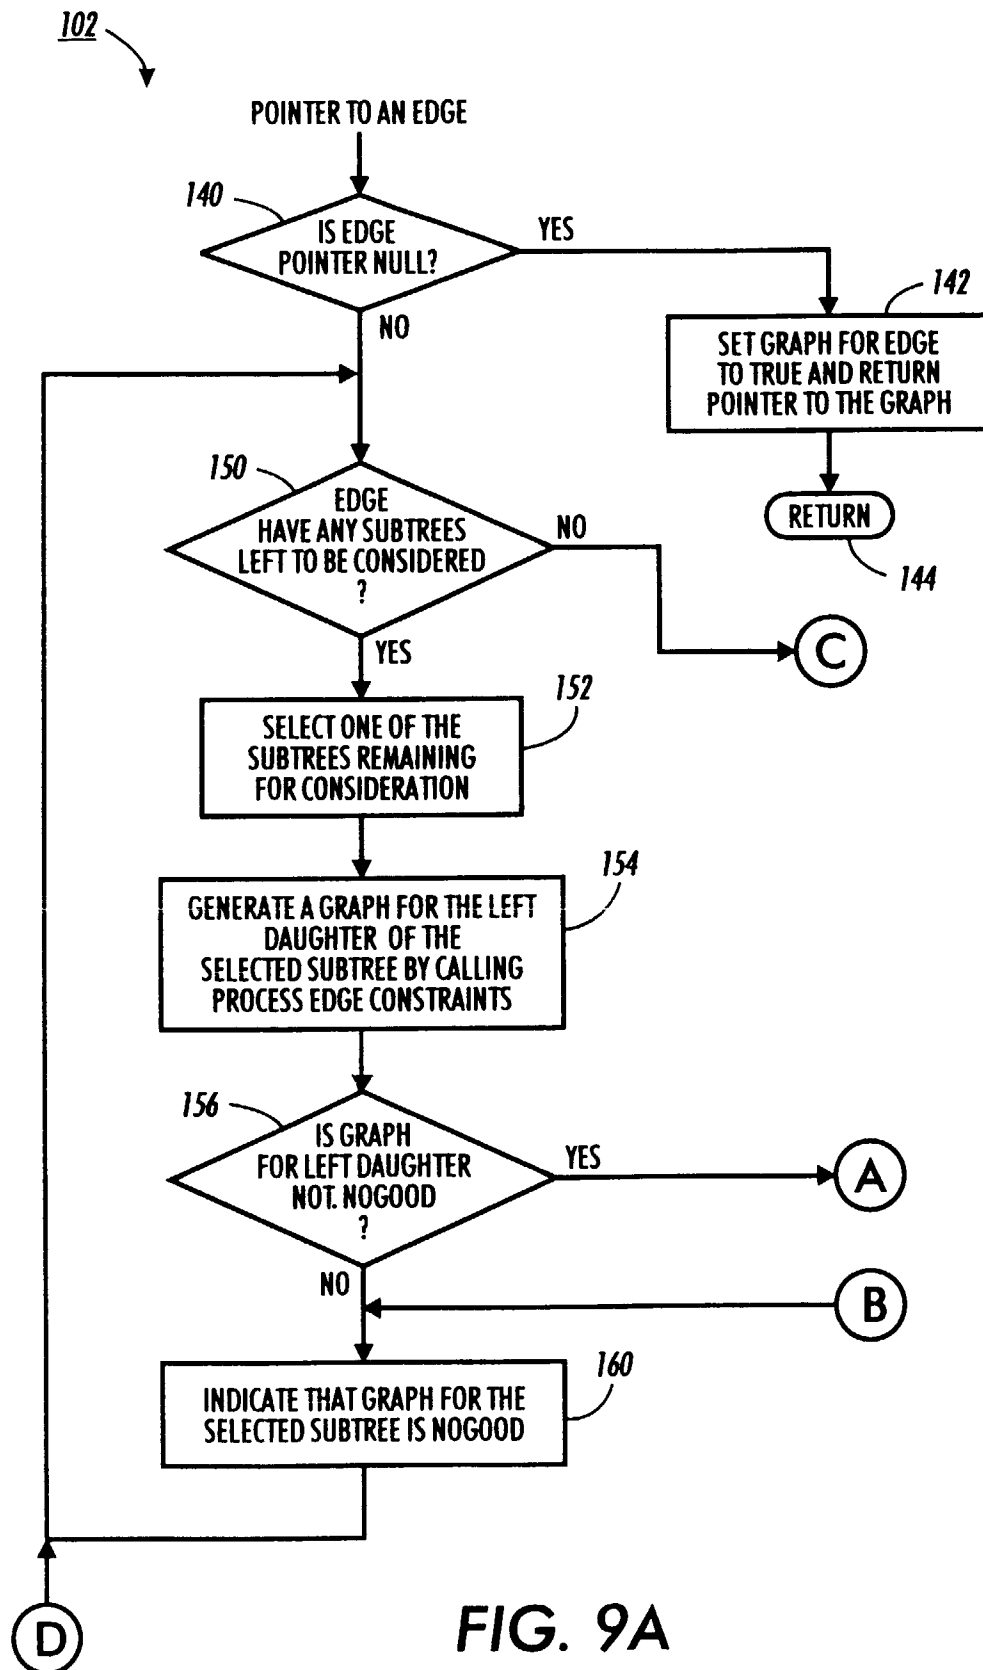 102
POINTER TO AN EDGE
140
IS EDGE
POINTER NULL?
YES
NO
142
SET GRAPH FOR EDGE
TO TRUE AND RETURN
POINTER TO THE GRAPH
RETURN
144
150
EDGE
HAVE ANY SUBTREES
LEFT TO BE CONSIDERED
?
NO
C
YES
152
SELECT ONE OF THE
SUBTREES REMAINING
FOR CONSIDERATION
154
GENERATE A GRAPH FOR THE LEFT
DAUGHTER OF THE
SELECTED SUBTREE BY CALLING
PROCESS EDGE CONSTRAINTS
156
IS GRAPH
FOR LEFT DAUGHTER
NOT. NOGOOD
?
YES
A
NO
B
160
INDICATE THAT GRAPH FOR THE
SELECTED SUBTREE IS NOGOOD
D
FIG. 9A